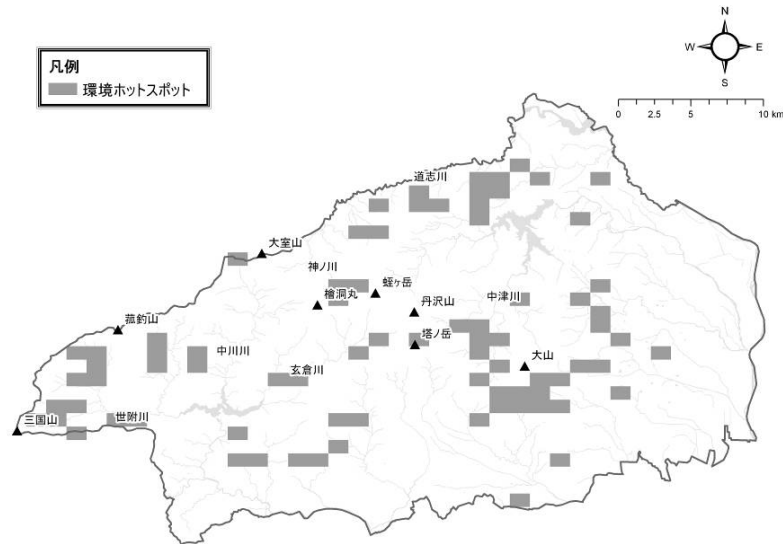 N
W
E
S
凡例
環境ホットスポット
0
2.5
5
10 km
道志川
大室山
神ノ川
蛭ヶ岳
檜洞丸
丹沢山
中津川
菰釣山
塔ノ岳
中川川
大山
玄倉川
三国山
世附川